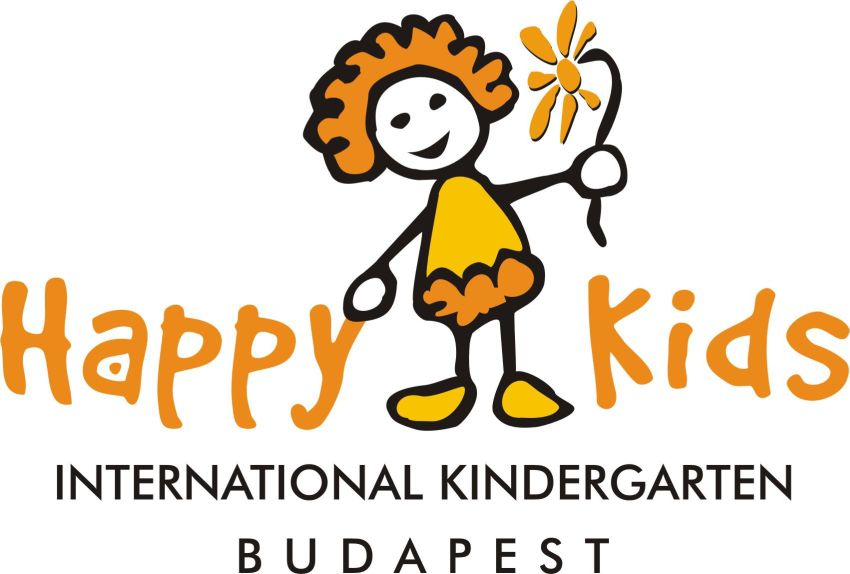 Happy Kids
INTERNATIONAL KINDERGARTEN
BUDAPEST